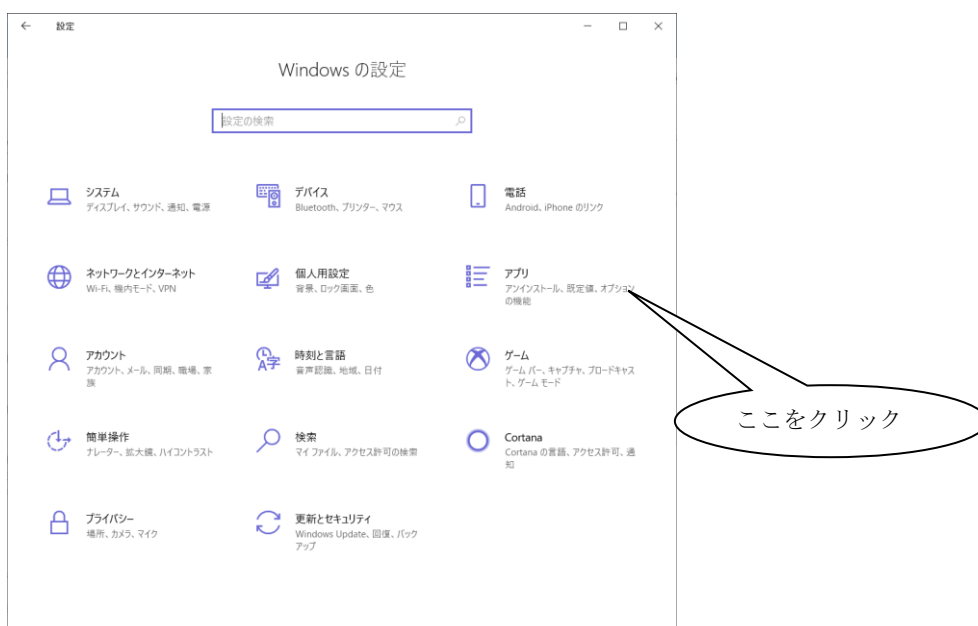 設定
Windows の設定
設定の検索
システム
ディスプレイ、サウンド、通知、電源
デバイス
Bluetooth、プリンター、マウス
電話
Android、iPhone のリンク
ネットワークとインターネット
Wi-Fi、機内モード、VPN
個人用設定
背景、ロック画面、色
アプリ
アンインストール、既定値、オプション
の機能
アカウント
アカウント、メール、同期、職場、家
族
時刻と言語
音声認識、地域、日付
ゲーム
ゲーム バー、キャプチャ、ブロードキャス
ト、ゲーム モード
ここをクリック
簡単操作
ナレーター、拡大鏡、ハイコントラスト
検索
マイ ファイル、アクセス許可の検索
Cortana
Cortana の言語、アクセス許可、通
知
プライバシー
場所、カメラ、マイク
更新とセキュリティ
Windows Update、回復、バック
アップ